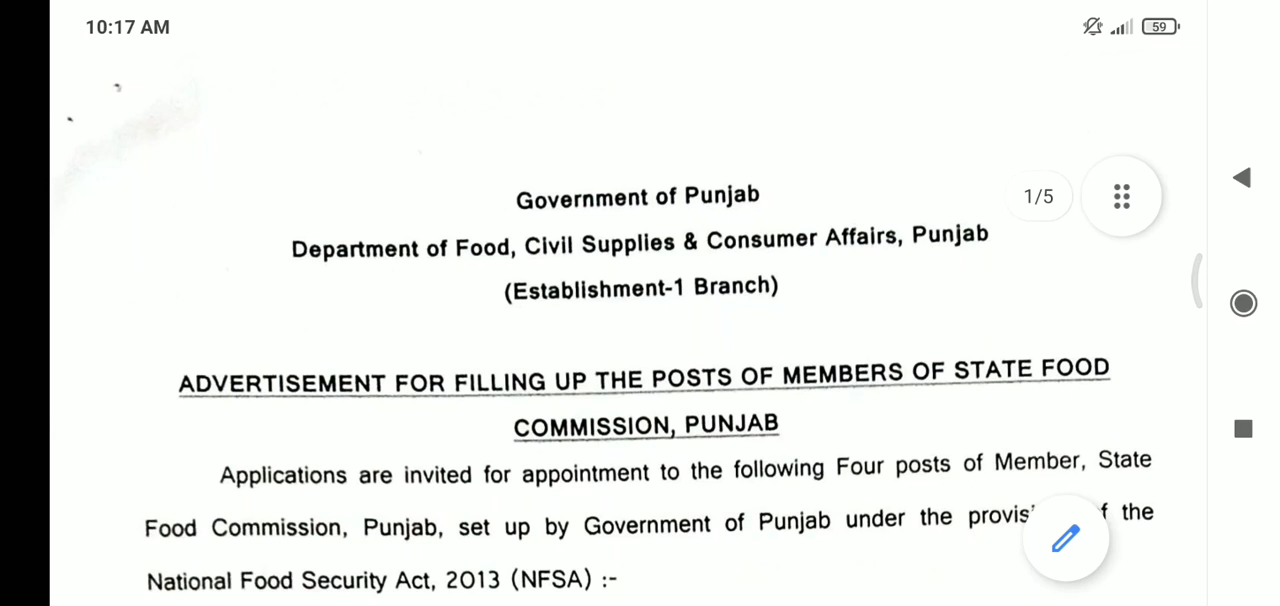 10:17 AM
59
Government of Punjab
1/5
Department of Food, Civil Supplies & Consumer Affairs, Punjab
(Establishment-1 Branch)
ADVERTISEMENT FOR FILLING UP THE POSTS OF MEMBERS OF STATE FOOD
COMMISSION, PUNJAB
Applications are invited for appointment to the following Four posts of Member, State
Food Commission, Punjab, set up by Government of Punjab under the the
National Food Security Act, 2013 (NFSA) :-